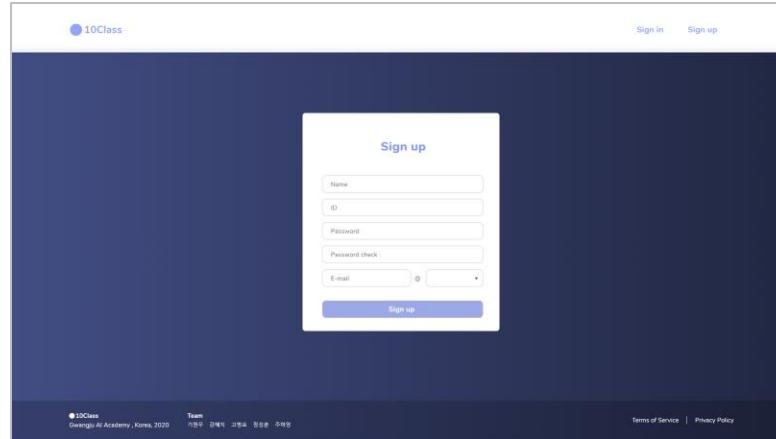 10Class
Sign in Sign up
Sign up
Name
ID
Password
Password check
E-mail @
Sign up
10Class Team
Gwangju AI Academy , Korea, 2020
Terms of Service | Privacy Policy